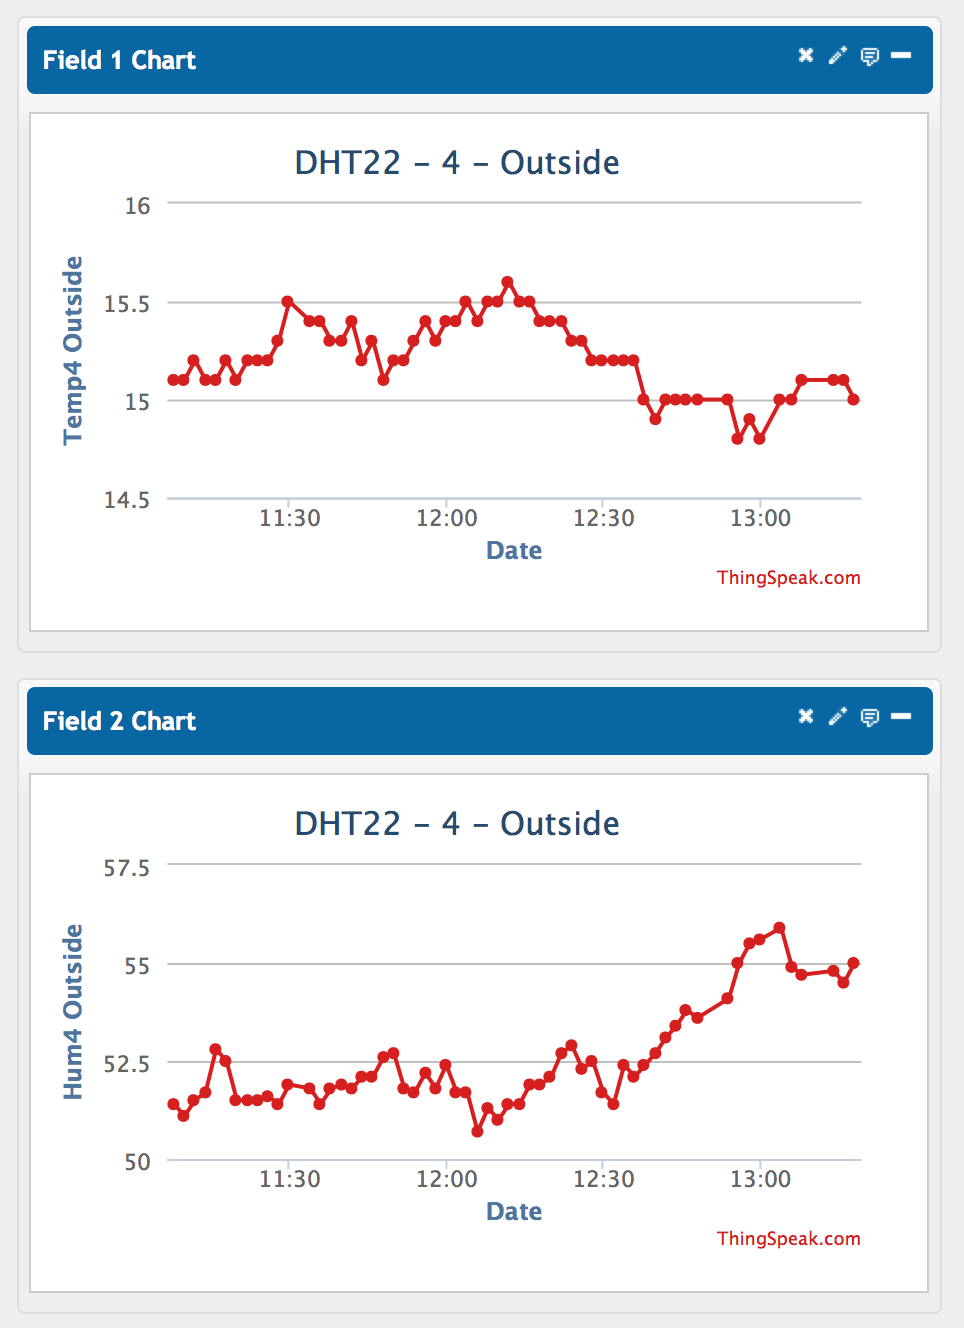 Field 1 Chart
DHT22 – 4 – Outside
16
15.5
15
14.5
Temp4 Outside
11:30 12:00 12:30 13:00
Date
ThingSpeak.com
Field 2 Chart
DHT22 – 4 – Outside
57.5
55
52.5
50
Hum4 Outside
11:30 12:00 12:30 13:00
Date
ThingSpeak.com